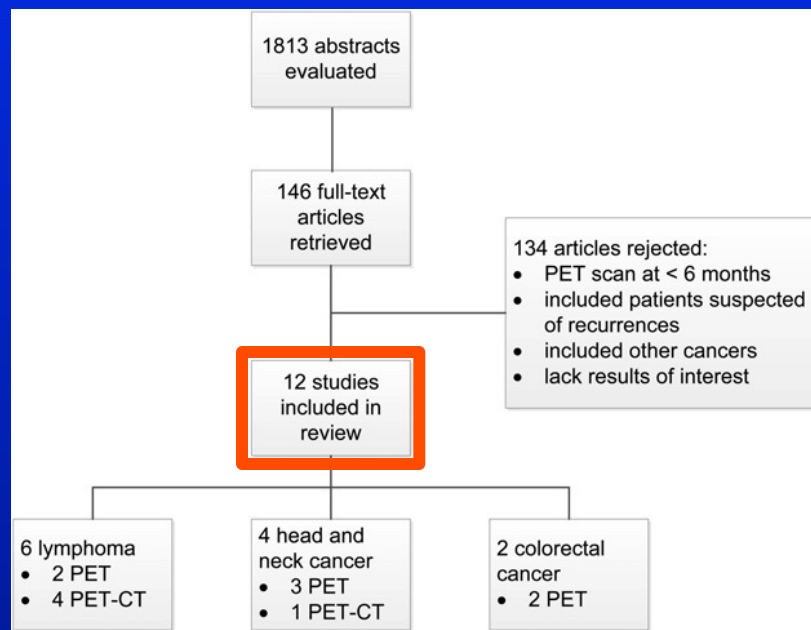 1813 abstracts
evaluated
146 full-text
articles
retrieved
134 articles rejected:
• PET scan at < 6 months
• included patients suspected
of recurrences
• included other cancers
• lack results of interest
12 studies
included in
review
6 lymphoma
• 2 PET
• 4 PET-CT
4 head and
neck cancer
• 3 PET
• 1 PET-CT
2 colorectal
cancer
• 2 PET